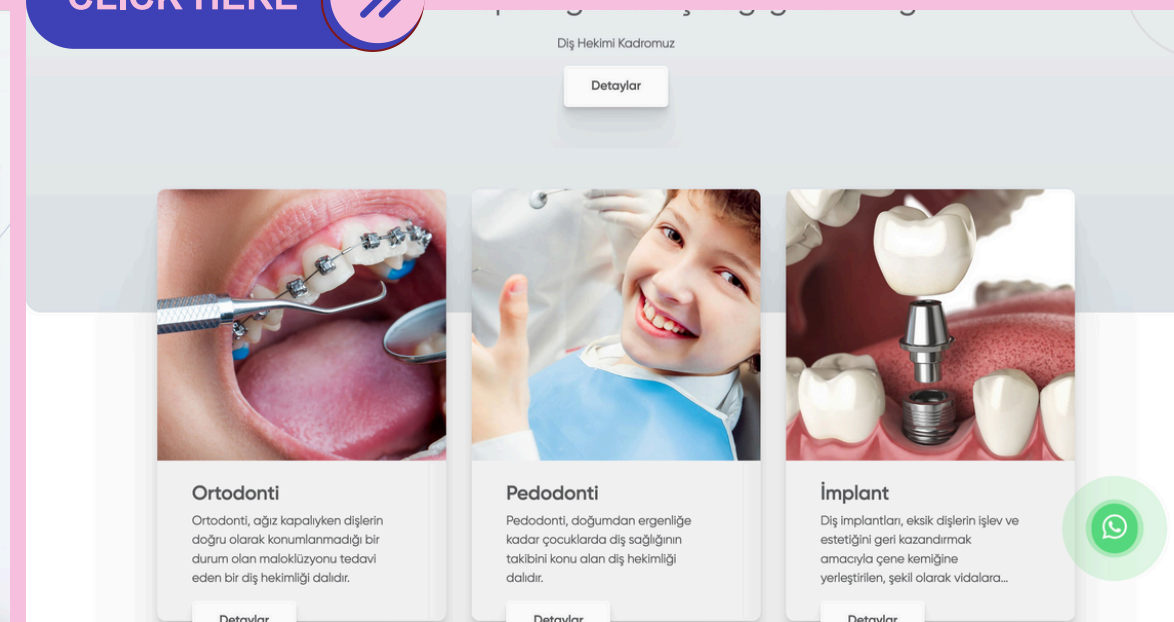 CLICK HERE
Diş Hekimi Kadromuz
Detaylar
Ortodonti
Ortodonti, ağız kapalıyken dişlerin
doğru olarak konumlanmadığı bir
durum olan maloklüzyonu tedavi
eden bir diş hekimliği dalıdır.
Detaylar
Pedodonti
Pedodonti, doğumdan ergenliğe
kadar çocuklarda diş sağlığının
takibini konu alan diş hekimliği
dalıdır.
Detaylar
İmplant
Diş implantları, eksik dişlerin işlev ve
estetiğini geri kazandırmak
amacıyla çene kemiğine
yerleştirilen, şekil olarak vidalara...
Detaylar